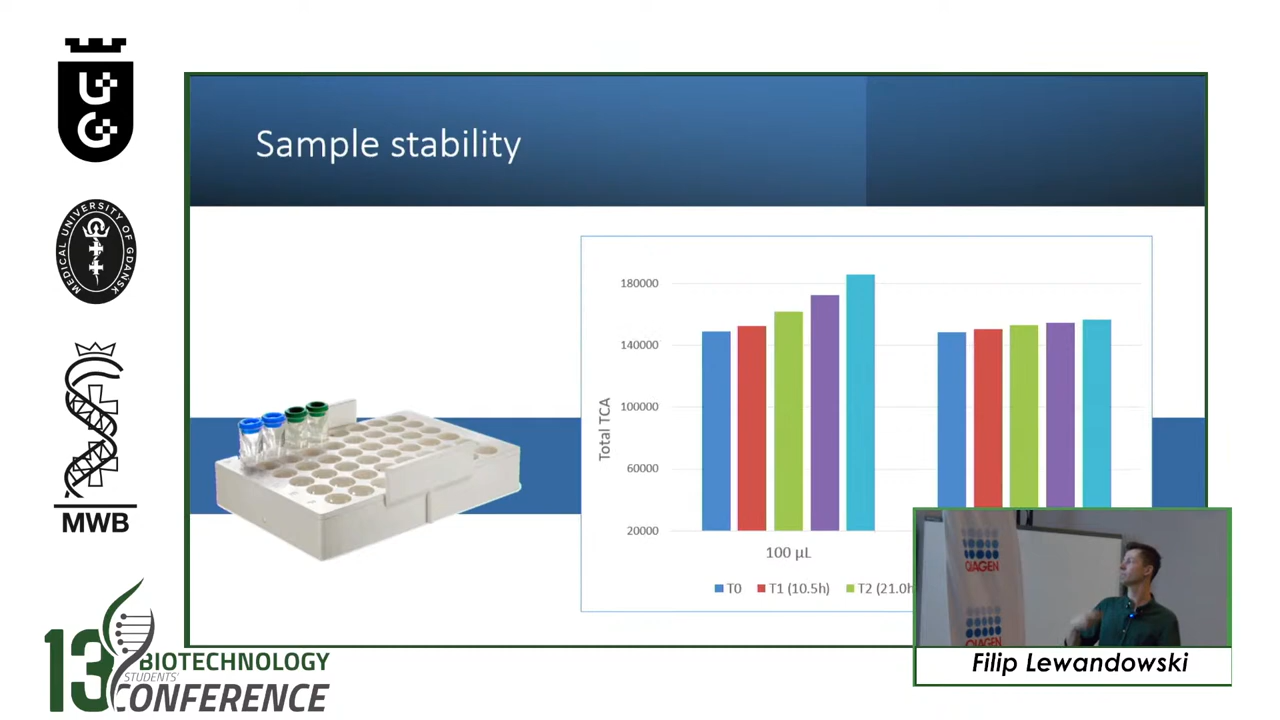 UG
MEDICAL UNIVERSITY OF GDAŃSK
MWB
13 BIOTECHNOLOGY
STUDENTS'
CONFERENCE
Sample stability
Total TCA
180000
140000
100000
60000
20000
100 µL
T0
T1 (10.5h)
T2 (21.0h
QIAGEN
QIAGEN
Filip Lewandowski